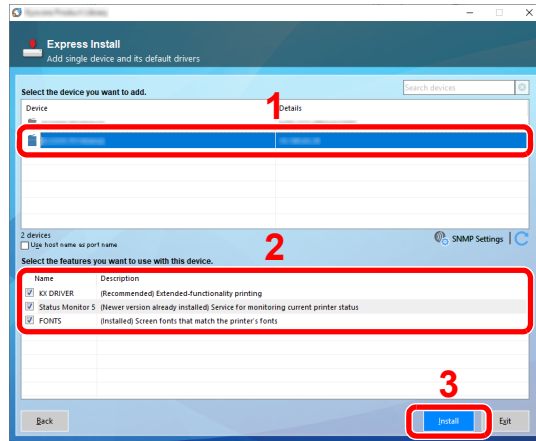 Express Install
Add single device and its default drivers
Select the device you want to add.
Search devices
1
Device Details
2 devices
SNMP Settings
Use host name as port name
2
Select the features you want to use with this device.
Name Description
KX DRIVER (Recommended) Extended-functionality printing
Status Monitor 5 (Newer version already installed) Service for monitoring current printer status
FONTS (Installed) Screen fonts that match the printer's fonts
3
Back Install Exit